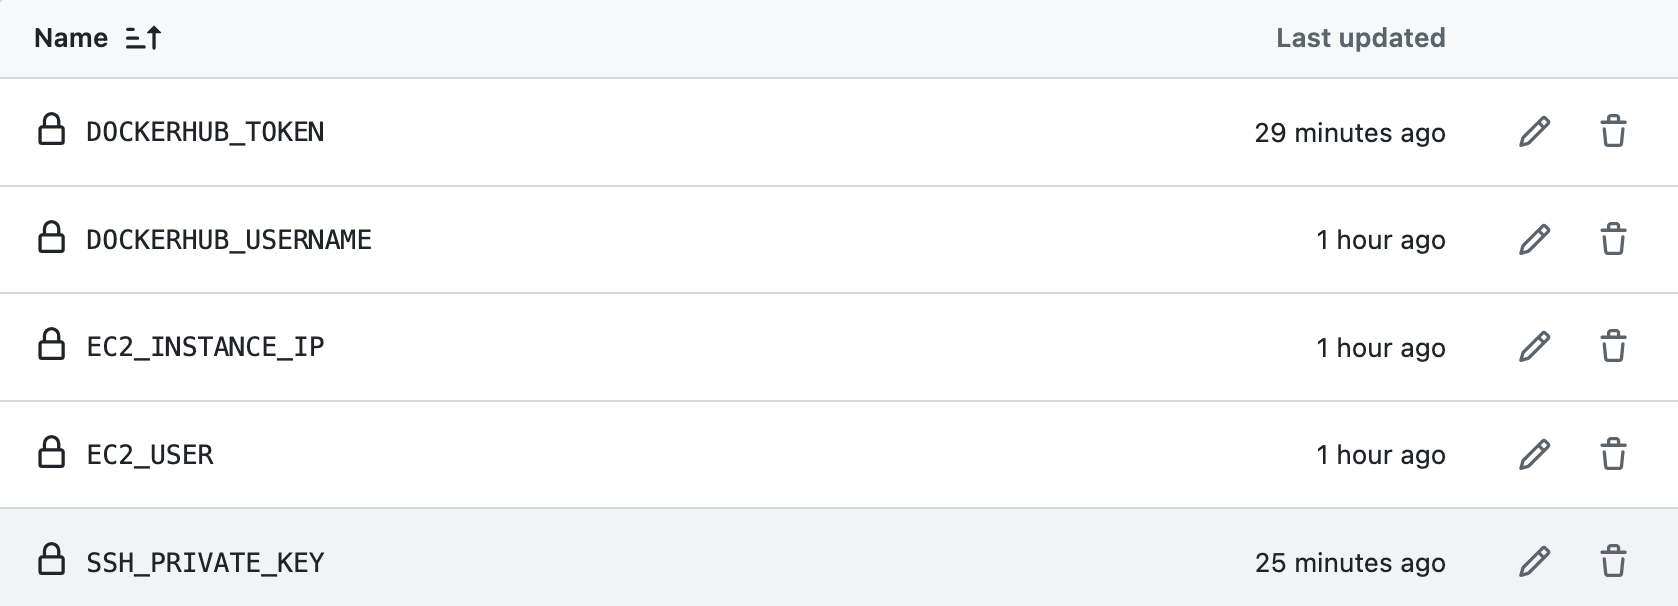 Name Last updated
DOCKERHUB_TOKEN 29 minutes ago
DOCKERHUB_USERNAME 1 hour ago
EC2_INSTANCE_IP 1 hour ago
EC2_USER 1 hour ago
SSH_PRIVATE_KEY 25 minutes ago